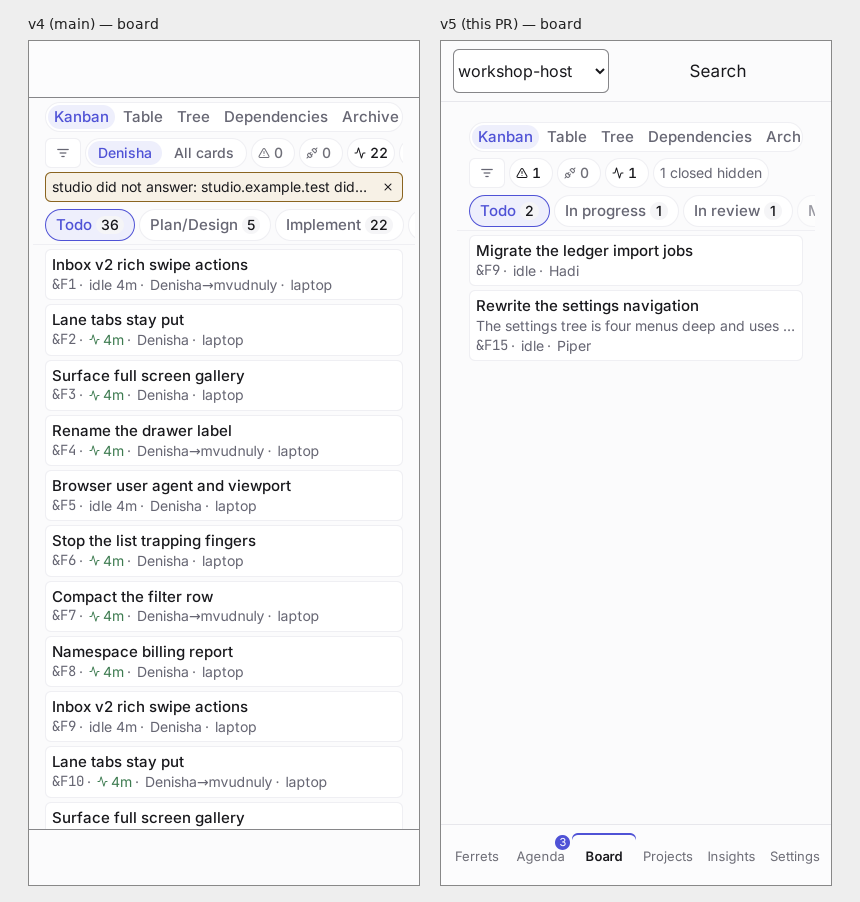 v4 (main) — board
Kanban Table Tree Dependencies Archive
Denisha All cards 0 0 22
studio did not answer: studio.example.test did... ×
Todo 36 Plan/Design 5 Implement 22
Inbox v2 rich swipe actions
&F1 · idle 4m · Denisha→mvudnuly · laptop
Lane tabs stay put
&F2 · 4m · Denisha · laptop
Surface full screen gallery
&F3 · 4m · Denisha · laptop
Rename the drawer label
&F4 · 4m · Denisha→mvudnuly · laptop
Browser user agent and viewport
&F5 · idle 4m · Denisha · laptop
Stop the list trapping fingers
&F6 · 4m · Denisha · laptop
Compact the filter row
&F7 · 4m · Denisha→mvudnuly · laptop
Namespace billing report
&F8 · 4m · Denisha · laptop
Inbox v2 rich swipe actions
&F9 · idle 4m · Denisha · laptop
Lane tabs stay put
&F10 · 4m · Denisha→mvudnuly · laptop
Surface full screen gallery
v5 (this PR) — board
workshop-host Search
Kanban Table Tree Dependencies Arch
1 0 1 1 closed hidden
Todo 2 In progress 1 In review 1 M
Migrate the ledger import jobs
&F9 · idle · Hadi
Rewrite the settings navigation
The settings tree is four menus deep and uses ...
&F15 · idle · Piper
3
Ferrets Agenda Board Projects Insights Settings